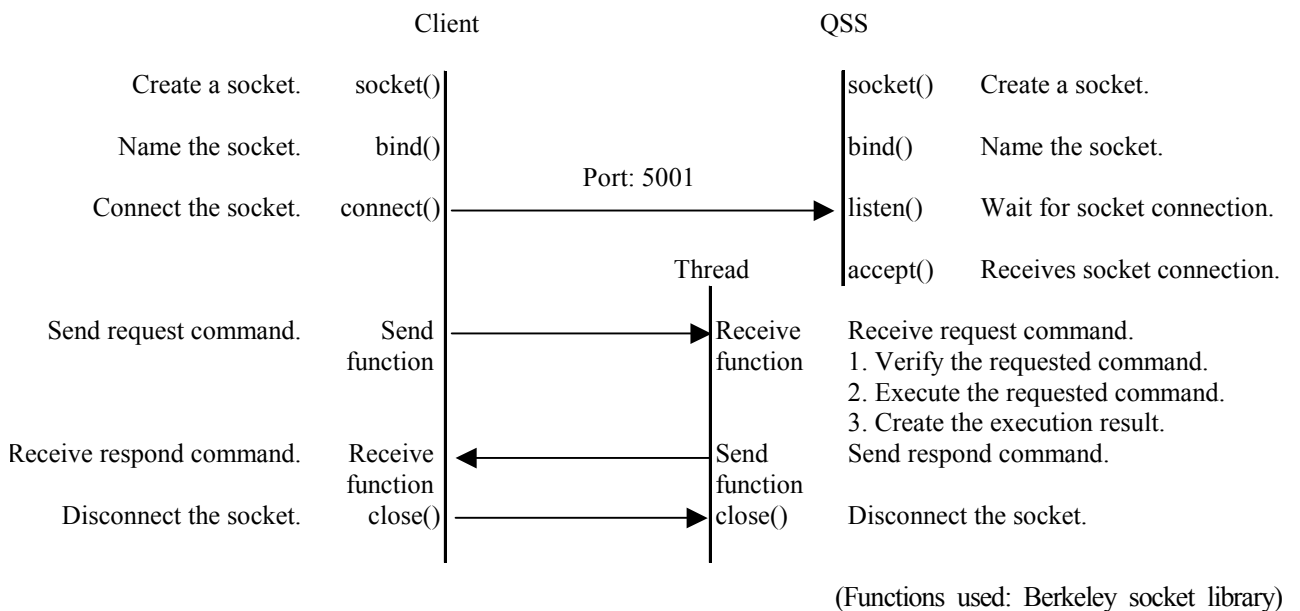 Client QSS
Create a socket. socket() socket() Create a socket.
Name the socket. bind() bind() Name the socket.
Port: 5001
Connect the socket. connect() listen() Wait for socket connection.
Thread accept() Receives socket connection.
Send request command. Send Receive Receive request command.
function function 1. Verify the requested command.
2. Execute the requested command.
3. Create the execution result.
Receive respond command. Receive Send Send respond command.
function function
Disconnect the socket. close() close() Disconnect the socket.
(Functions used: Berkeley socket library)